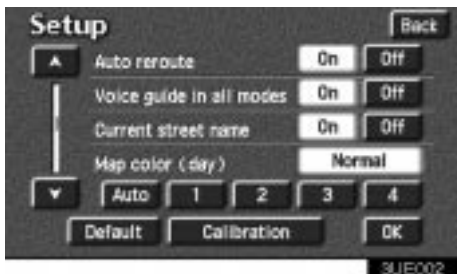 Setup Back
Auto reroute On Off
Voice guide in all modes On Off
Current street name On Off
Map color (day) Normal
Auto 1 2 3 4
Default Calibration OK
3UE002